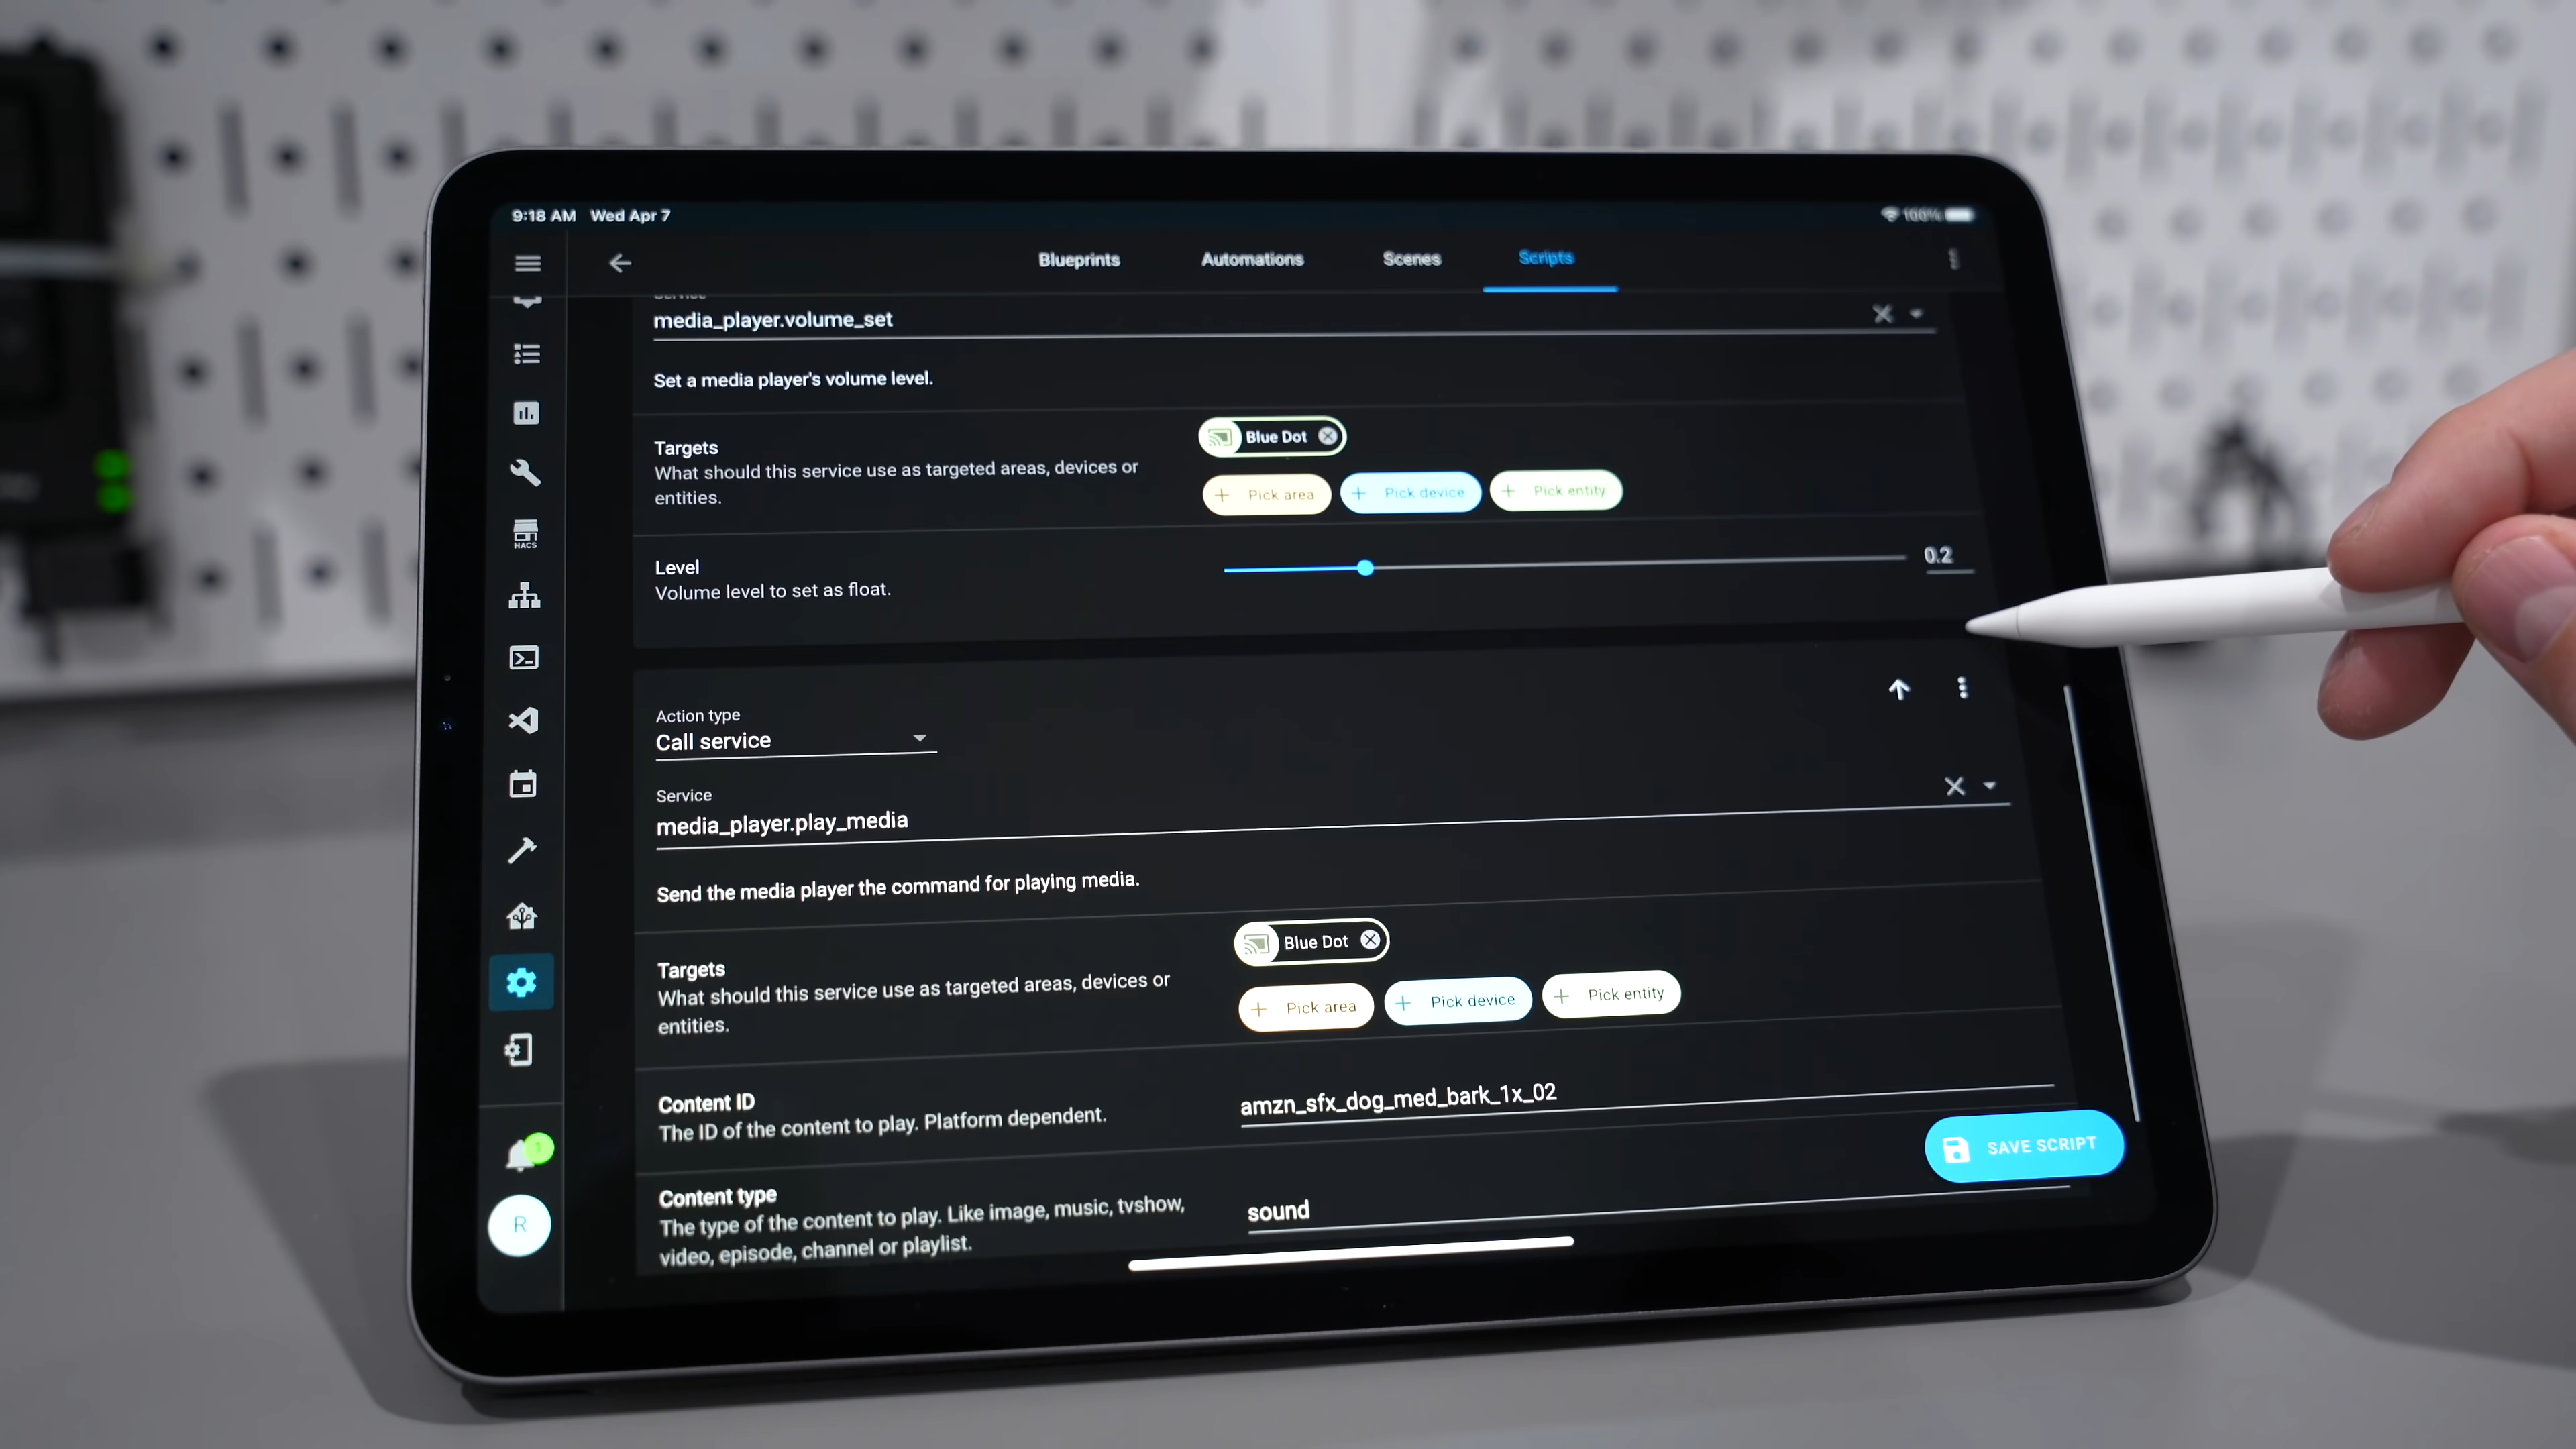 9:18 AM Wed Apr 7
100%
Blueprints Automations Scenes Scripts
Service
media_player.volume_set
Set a media player's volume level.
Targets
What should this service use as targeted areas, devices or
entities.
Blue Dot
Pick area Pick device Pick entity
Level
Volume level to set as float.
0.2
HACS
Action type
Call service
Service
media_player.play_media
Send the media player the command for playing media.
Targets
What should this service use as targeted areas, devices or
entities.
Blue Dot
Pick area Pick device Pick entity
Content ID
The ID of the content to play. Platform dependent.
amzn_sfx_dog_med_bark_1x_02
SAVE SCRIPT
Content type
The type of the content to play. Like image, music, tvshow,
video, episode, channel or playlist.
sound
1
R